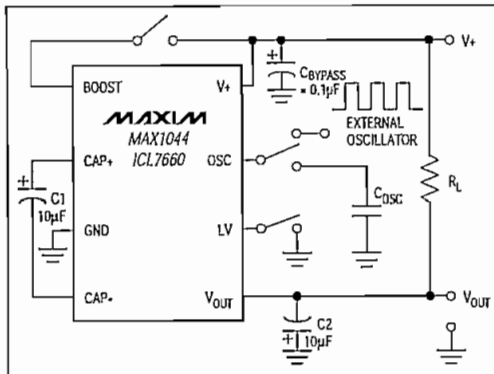 V+
BOOST
V+
CBYPASS
= 0.1µF
MAXIM
MAX1044
ICL7660
EXTERNAL
OSCILLATOR
CAP+
OSC
C1
10µF
COSC
RL
GND
LV
CAP-
VOUT
VOUT
C2
10µF